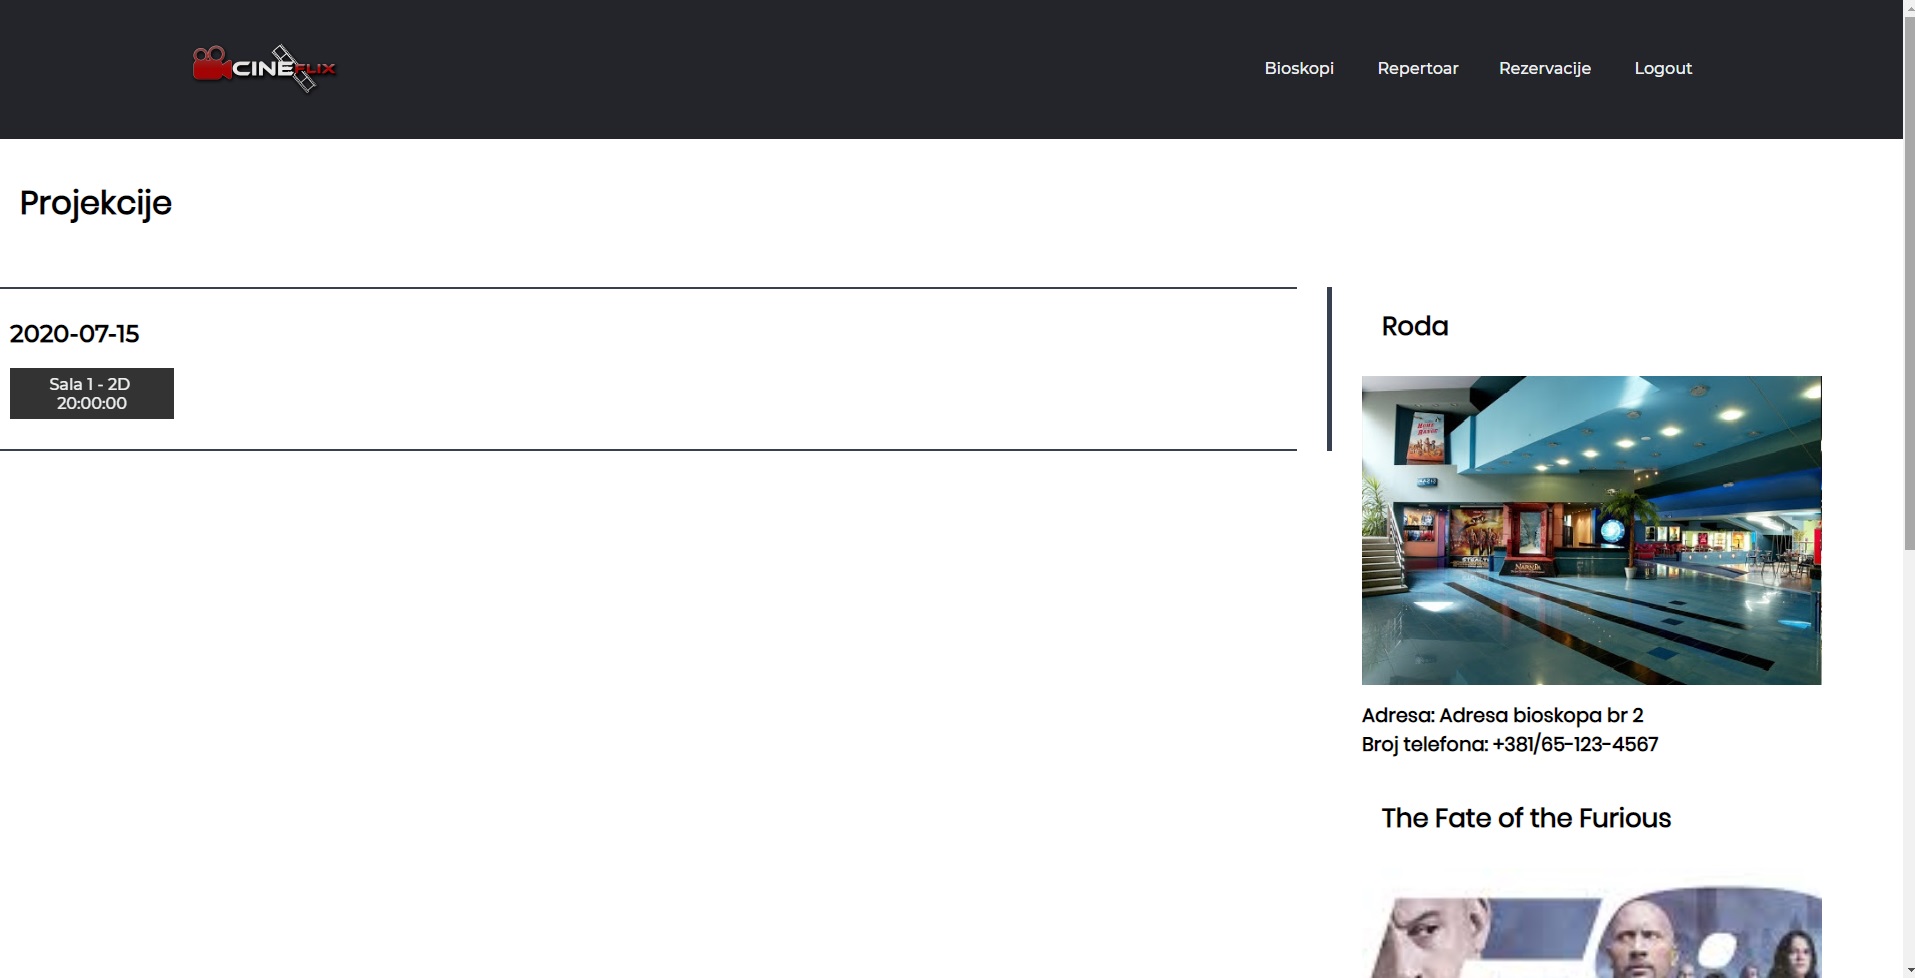 CINEFLIX
Bioskopi
Repertoar
Rezervacije
Logout
Projekcije
2020-07-15
Sala 1 - 2D
20:00:00
Roda
NARNIA
Adresa: Adresa bioskopa br 2
Broj telefona: +381/65-123-4567
The Fate of the Furious